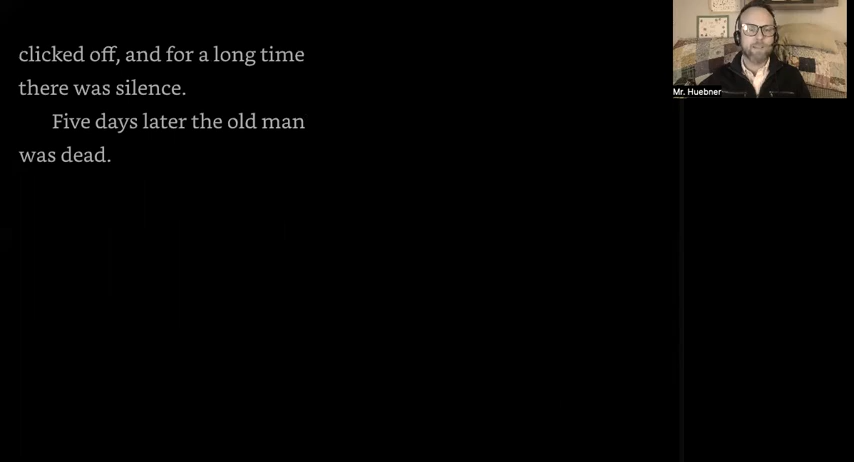 clicked off, and for a long time
there was silence.
Five days later the old man
was dead.
Mr. Huebner